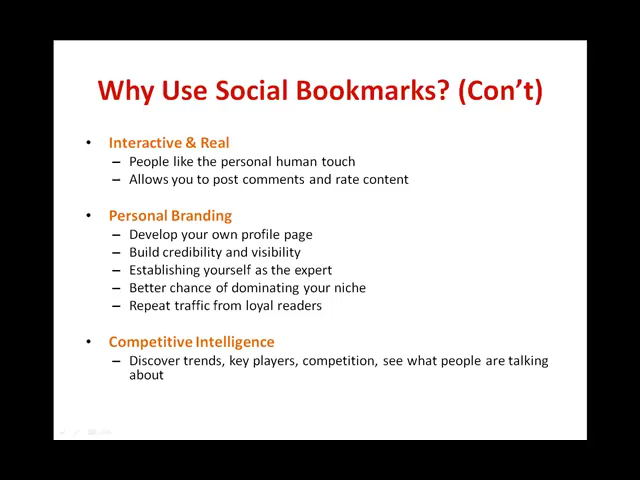 Why Use Social Bookmarks? (Con't)
• Interactive & Real
– People like the personal human touch
– Allows you to post comments and rate content
• Personal Branding
– Develop your own profile page
– Build credibility and visibility
– Establishing yourself as the expert
– Better chance of dominating your niche
– Repeat traffic from loyal readers
• Competitive Intelligence
– Discover trends, key players, competition, see what people are talking
about